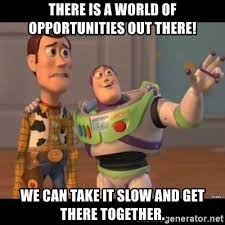 THERE IS A WORLD OF
OPPORTUNITIES OUT THERE!
WE CAN TAKE IT SLOW AND GET
THERE TOGETHER.
generator.net